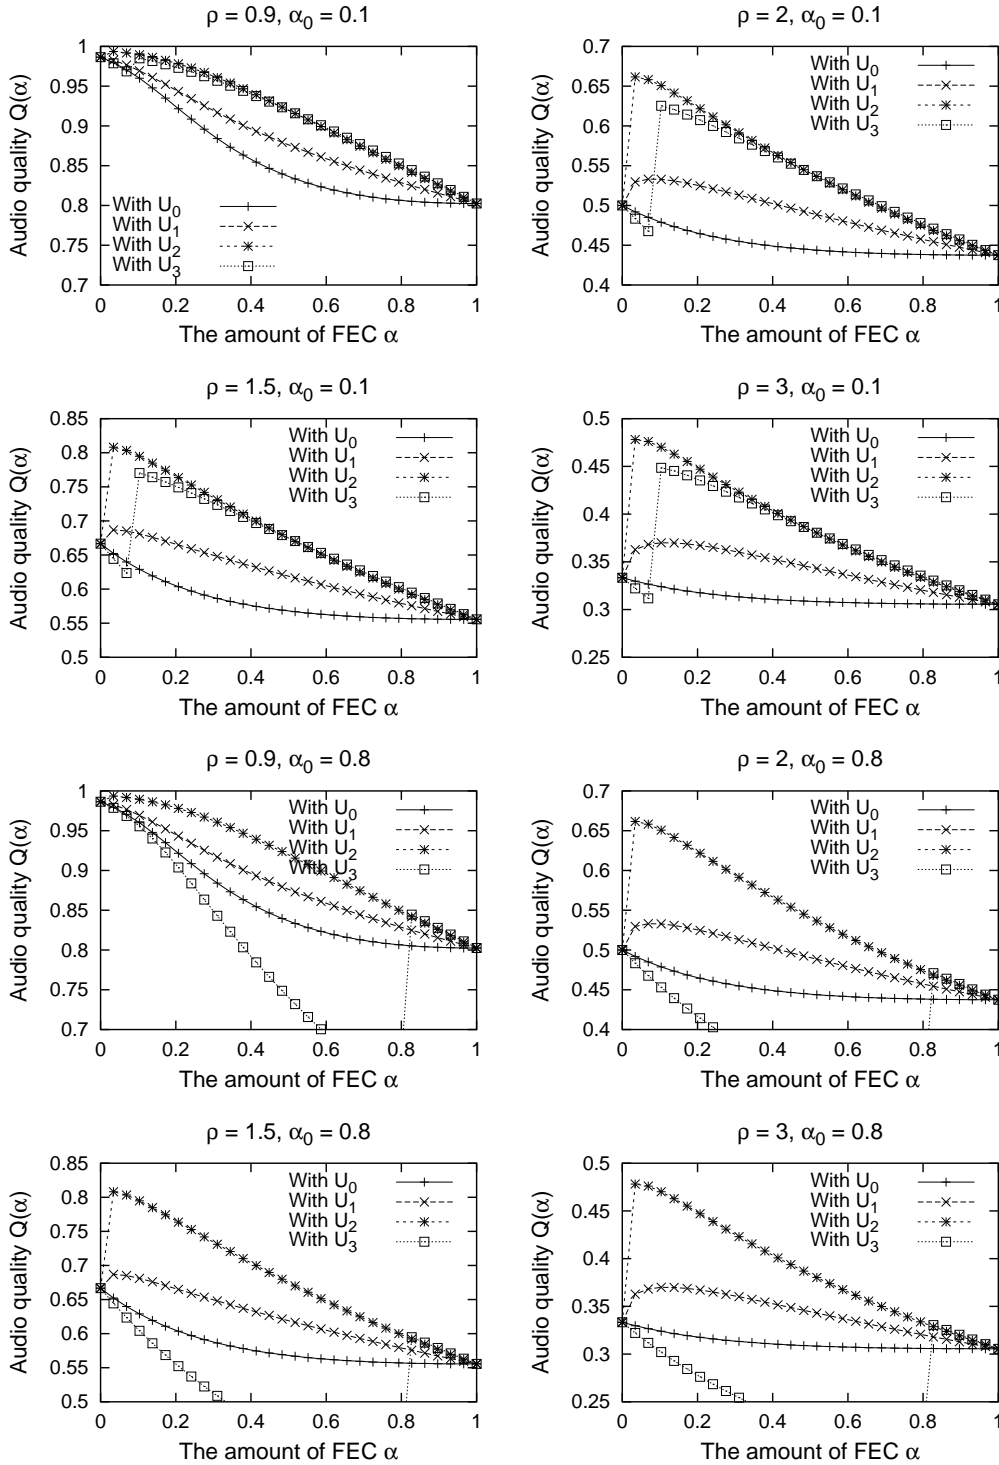 ρ = 0.9, α0 = 0.1
Audio quality Q(α)
1
0.95
0.9
0.85
0.8
0.75
0.7
With U0
With U1
With U2
With U3
0 0.2 0.4 0.6 0.8 1
The amount of FEC α
ρ = 2, α0 = 0.1
Audio quality Q(α)
0.7
0.65
0.6
0.55
0.5
0.45
0.4
With U0
With U1
With U2
With U3
0 0.2 0.4 0.6 0.8 1
The amount of FEC α
ρ = 1.5, α0 = 0.1
Audio quality Q(α)
0.85
0.8
0.75
0.7
0.65
0.6
0.55
0.5
With U0
With U1
With U2
With U3
0 0.2 0.4 0.6 0.8 1
The amount of FEC α
ρ = 3, α0 = 0.1
Audio quality Q(α)
0.5
0.45
0.4
0.35
0.3
0.25
With U0
With U1
With U2
With U3
0 0.2 0.4 0.6 0.8 1
The amount of FEC α
ρ = 0.9, α0 = 0.8
Audio quality Q(α)
1
0.95
0.9
0.85
0.8
0.75
0.7
With U0
With U1
With U2
With U3
0 0.2 0.4 0.6 0.8 1
The amount of FEC α
ρ = 2, α0 = 0.8
Audio quality Q(α)
0.7
0.65
0.6
0.55
0.5
0.45
0.4
With U0
With U1
With U2
With U3
0 0.2 0.4 0.6 0.8 1
The amount of FEC α
ρ = 1.5, α0 = 0.8
Audio quality Q(α)
0.85
0.8
0.75
0.7
0.65
0.6
0.55
0.5
With U0
With U1
With U2
With U3
0 0.2 0.4 0.6 0.8 1
The amount of FEC α
ρ = 3, α0 = 0.8
Audio quality Q(α)
0.5
0.45
0.4
0.35
0.3
0.25
With U0
With U1
With U2
With U3
0 0.2 0.4 0.6 0.8 1
The amount of FEC α